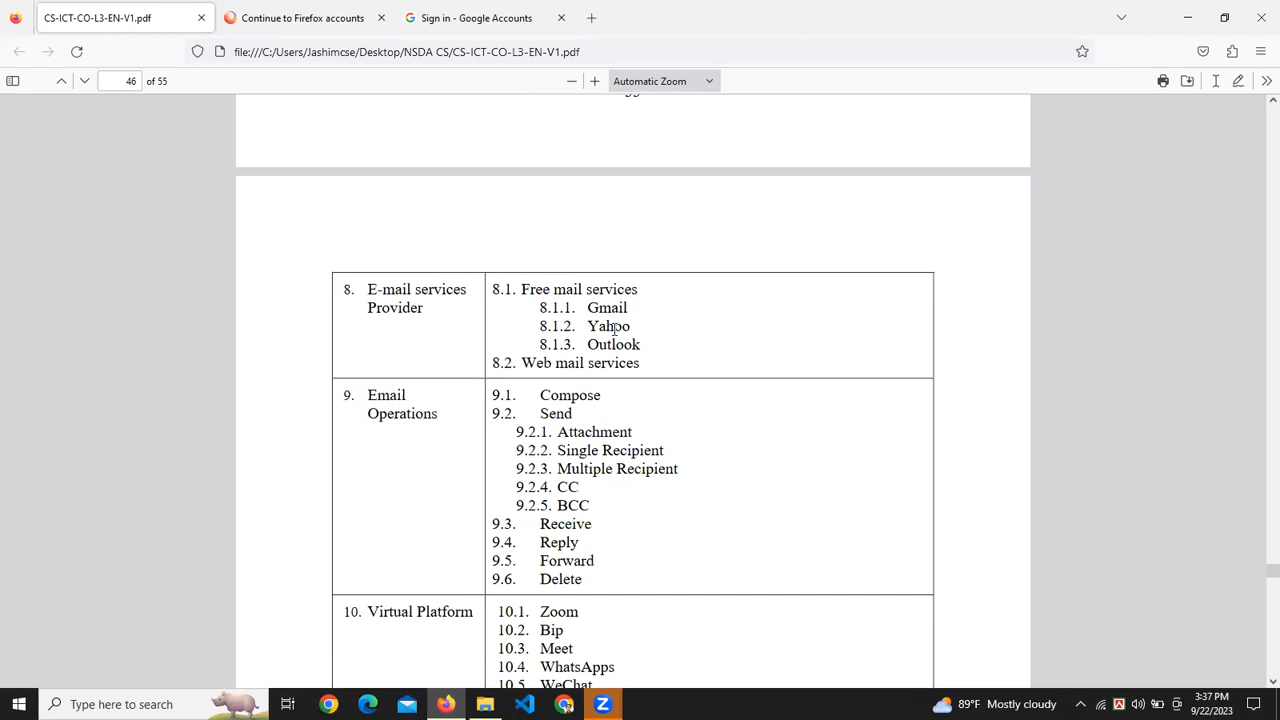 CS-ICT-CO-L3-EN-V1.pdf
Continue to Firefox accounts
Sign in - Google Accounts
file:///C:/Users/Jashimcse/Desktop/NSDA CS/CS-ICT-CO-L3-EN-V1.pdf
46 of 55
Automatic Zoom
8. E-mail services Provider
8.1. Free mail services
8.1.1. Gmail
8.1.2. Yahoo
8.1.3. Outlook
8.2. Web mail services
9. Email Operations
9.1. Compose
9.2. Send
9.2.1. Attachment
9.2.2. Single Recipient
9.2.3. Multiple Recipient
9.2.4. CC
9.2.5. BCC
9.3. Receive
9.4. Reply
9.5. Forward
9.6. Delete
10. Virtual Platform
10.1. Zoom
10.2. Bip
10.3. Meet
10.4. WhatsApps
10.5. WeChat
Type here to search
89°F Mostly cloudy
3:37 PM
9/22/2023